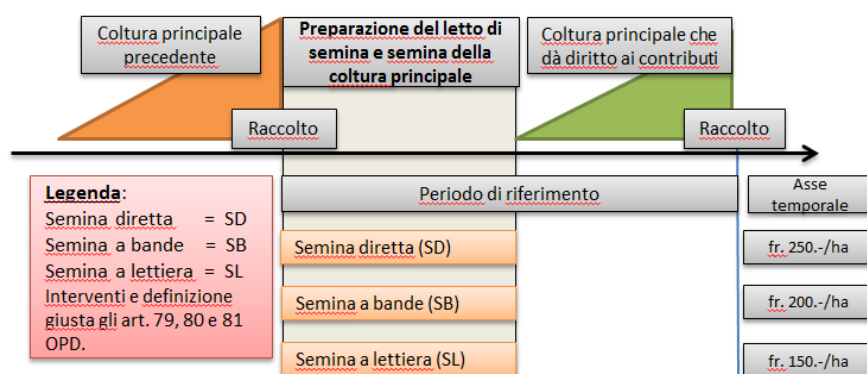 Coltura principale
precedente
Preparazione del letto di
semina e semina della
coltura principale
Coltura principale che
dà diritto ai contributi
Raccolto
Raccolto
Legenda:
Semina diretta = SD
Semina a bande = SB
Semina a lettiera = SL
Interventi e definizione
giusta gli art. 79, 80 e 81
OPD.
Periodo di riferimento
Asse
temporale
Semina diretta (SD)
fr. 250.-/ha
Semina a bande (SB)
fr. 200.-/ha
Semina a lettiera (SL)
fr. 150.-/ha